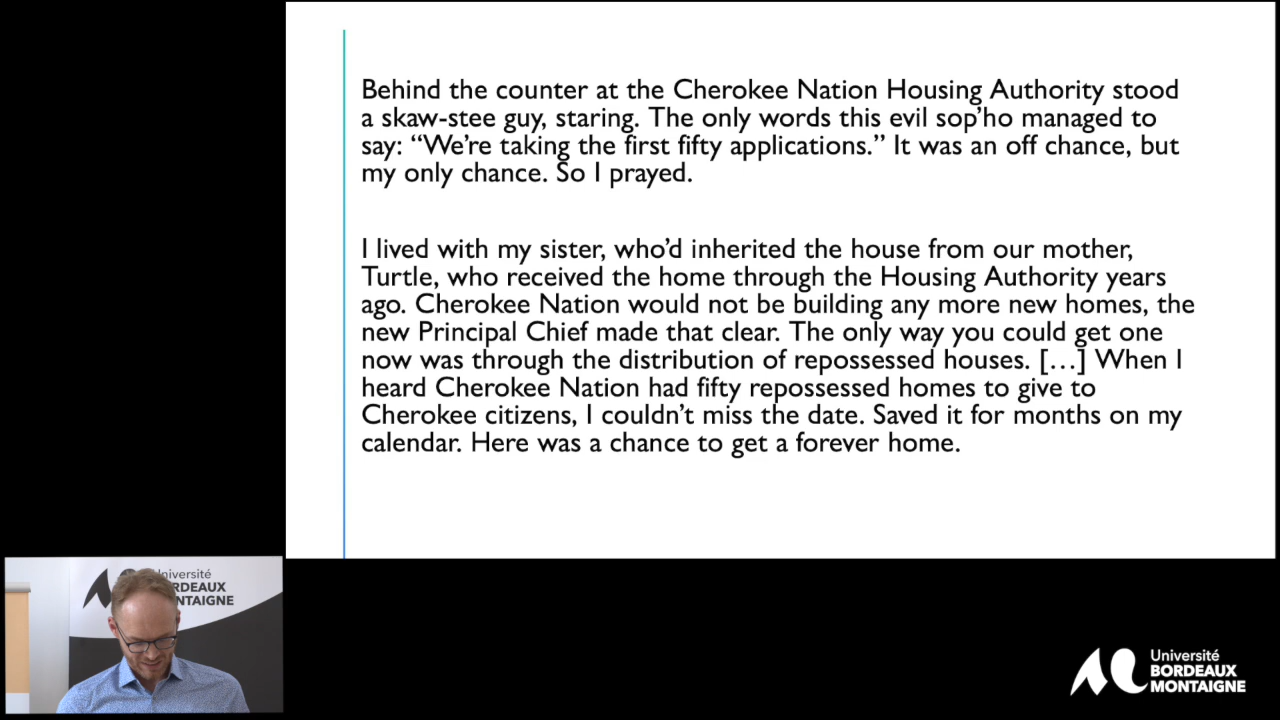 Behind the counter at the Cherokee Nation Housing Authority stood
a skaw-stee guy, staring. The only words this evil sop’ho managed to
say: “We’re taking the first fifty applications.” It was an off chance, but
my only chance. So I prayed.
I lived with my sister, who’d inherited the house from our mother,
Turtle, who received the home through the Housing Authority years
ago. Cherokee Nation would not be building any more new homes, the
new Principal Chief made that clear. The only way you could get one
now was through the distribution of repossessed houses. […] When I
heard Cherokee Nation had fifty repossessed homes to give to
Cherokee citizens, I couldn’t miss the date. Saved it for months on my
calendar. Here was a chance to get a forever home.
Université
BORDEAUX
MONTAIGNE